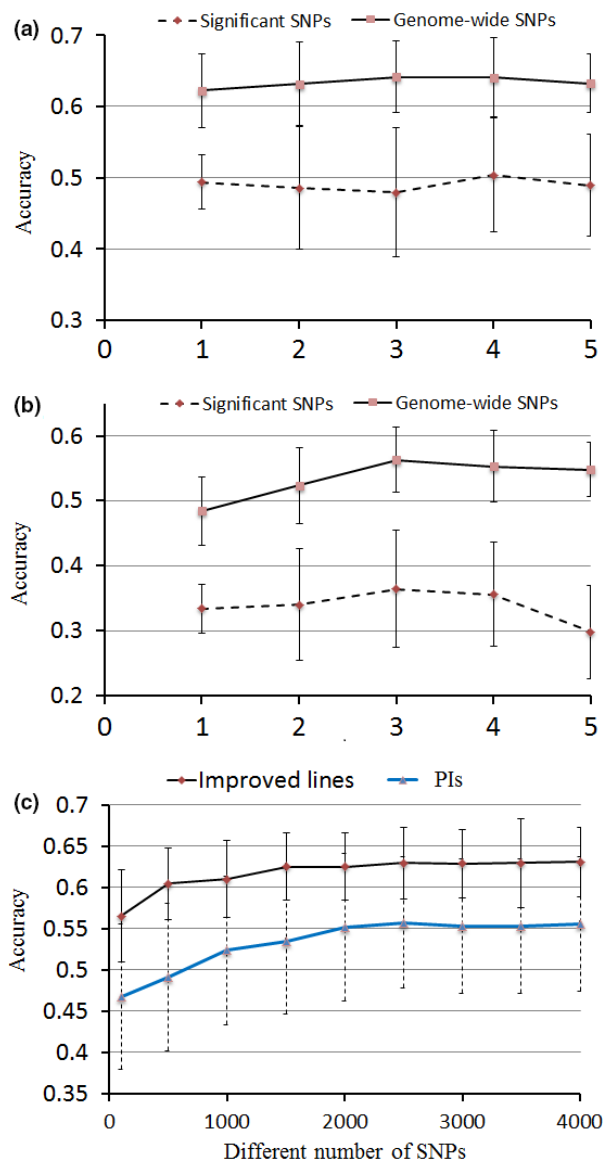 (a)
Significant SNPs Genome-wide SNPs
0.7
0.6
0.5
0.4
0.3
Accuracy
0 1 2 3 4 5
(b)
Significant SNPs Genome-wide SNPs
0.6
0.5
0.4
0.3
0.2
Accuracy
0 1 2 3 4 5
Improved lines PIs
(c)
0.7
0.65
0.6
0.55
0.5
0.45
0.4
0.35
Accuracy
0 1000 2000 3000 4000
Different number of SNPs